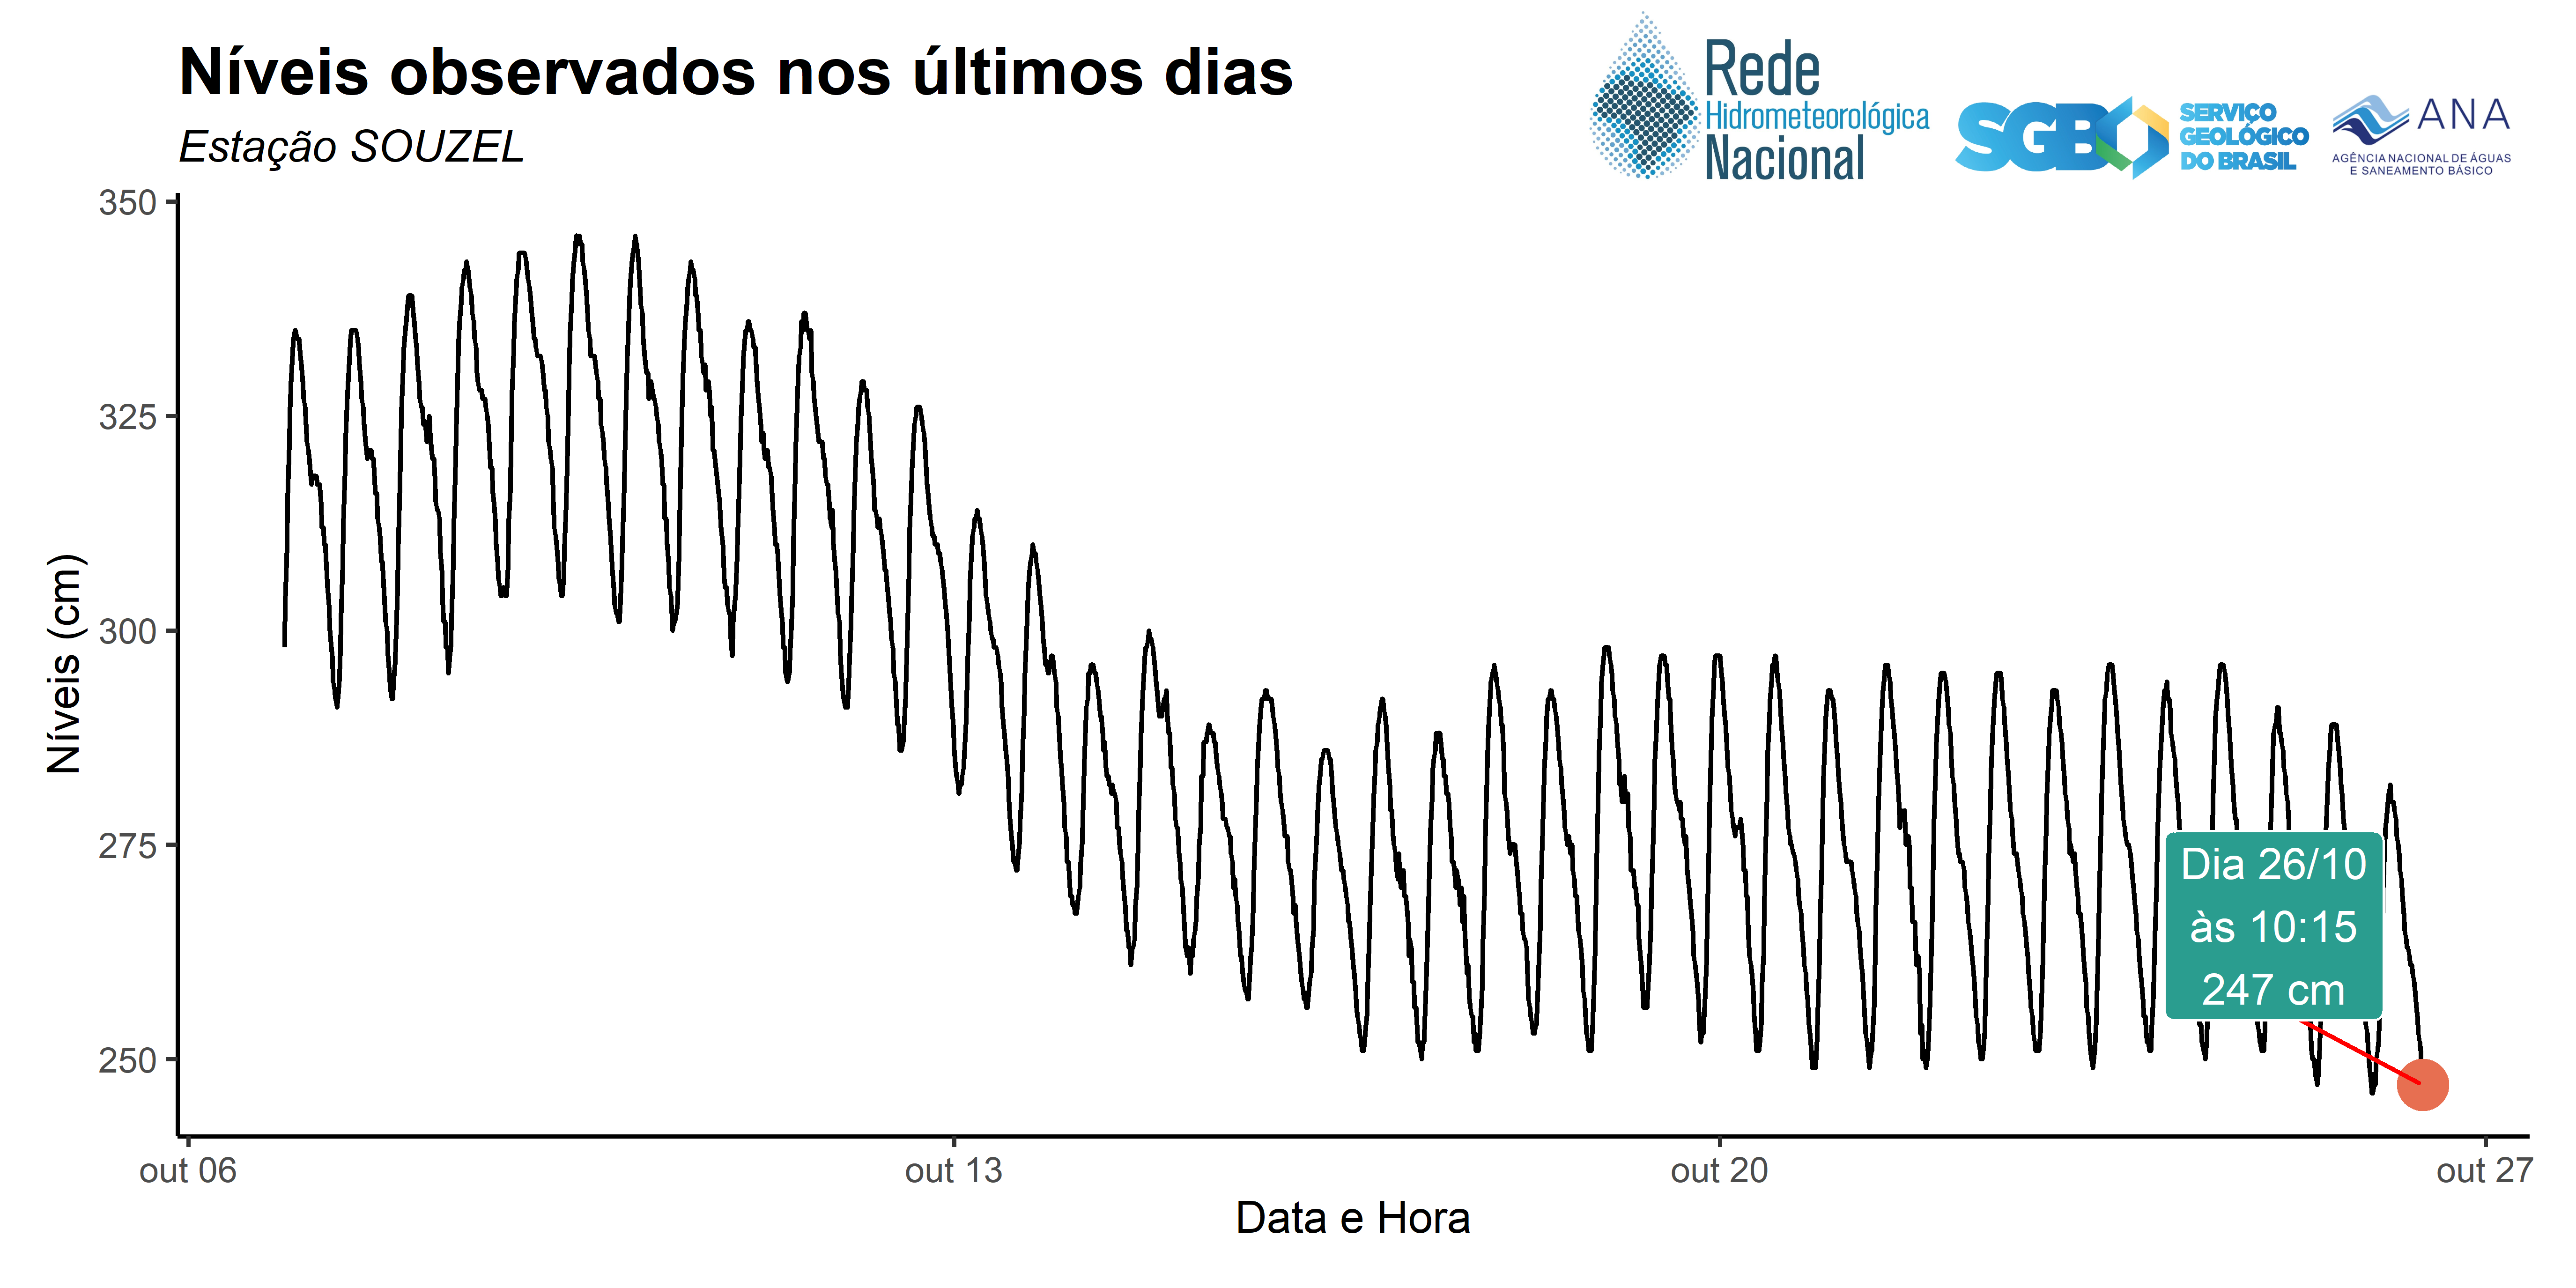 Níveis observados nos últimos dias
Estação SOUZEL
Rede
Hidrometeorológica
Nacional
SGB
SERVIÇO
GEOLÓGICO
DO BRASIL
ANA
AGÊNCIA NACIONAL DE ÁGUAS
E SANEAMENTO BÁSICO
Níveis (cm)
350
325
300
275
250
Dia 26/10
às 10:15
247 cm
out 06
out 13
out 20
out 27
Data e Hora